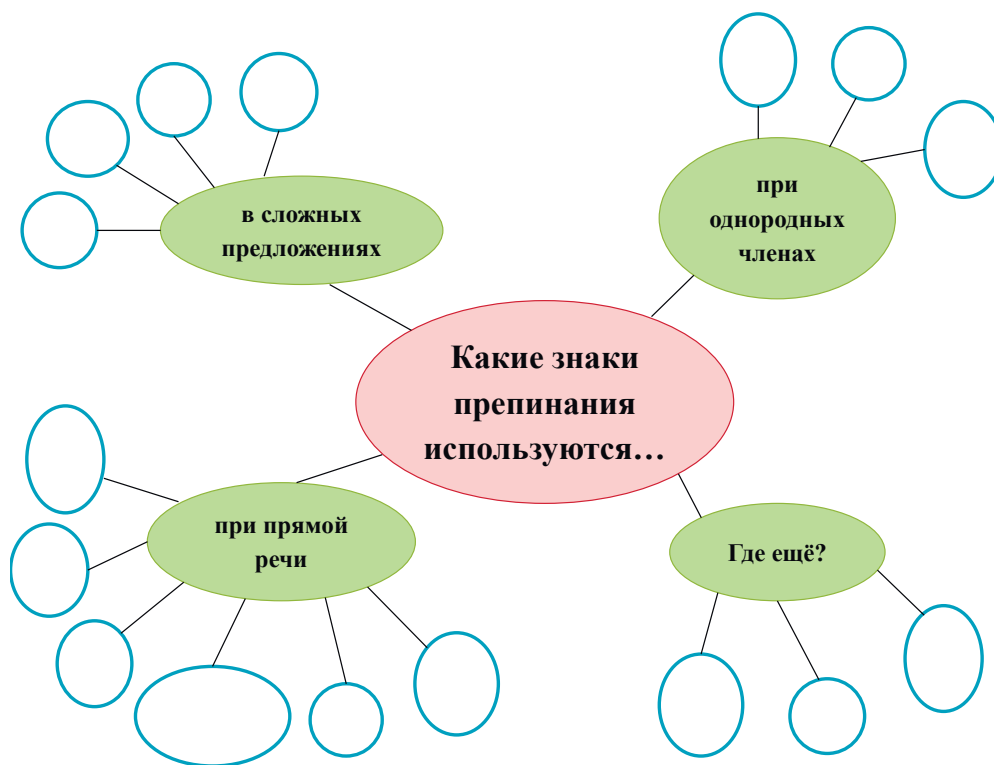 в сложных
предложениях
при
однородных
членах
Какие знаки
препинания
используются…
при прямой
речи
Где ещё?